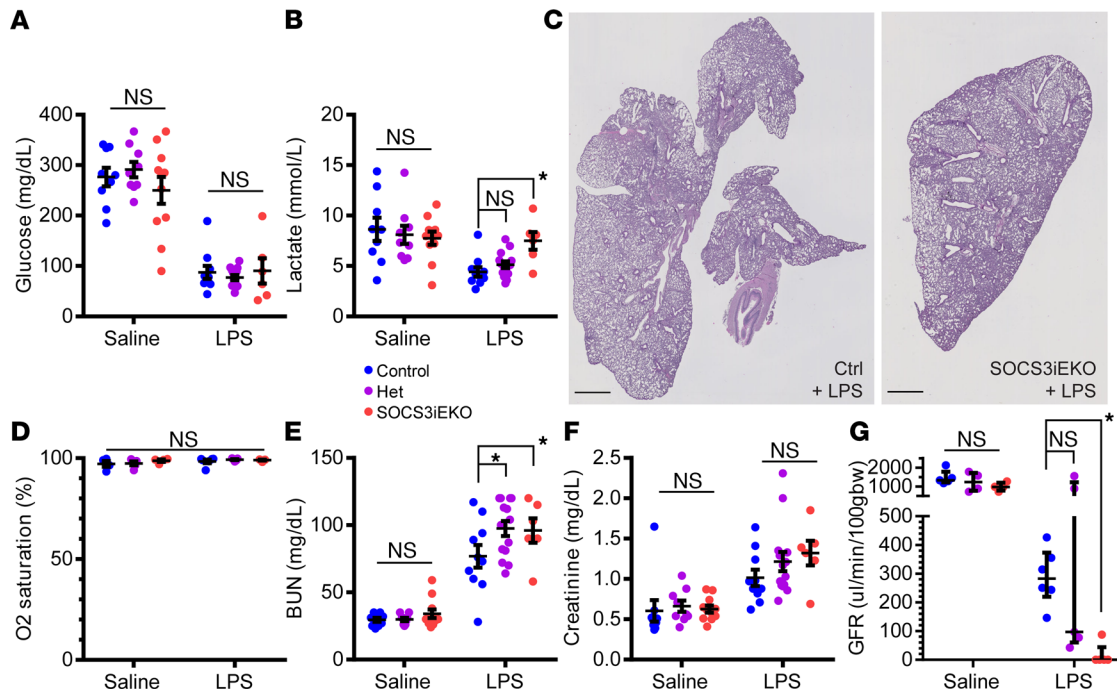 A
Glucose (mg/dL)
400
300
200
100
0
NS
NS
Saline
LPS
B
Lactate (mmol/L)
20
15
10
5
0
NS
NS
*
Saline
LPS
Control
Het
SOCS3iEKO
C
Ctrl
+ LPS
SOCS3iEKO
+ LPS
D
O2 saturation (%)
100
50
0
NS
Saline
LPS
E
BUN (mg/dL)
150
100
50
0
NS
*
*
Saline
LPS
F
Creatinine (mg/dL)
2.5
2.0
1.5
1.0
0.5
0.0
NS
NS
Saline
LPS
G
GFR (ul/min/100gbw)
2000
1000
500
400
300
200
100
0
NS
NS
*
Saline
LPS